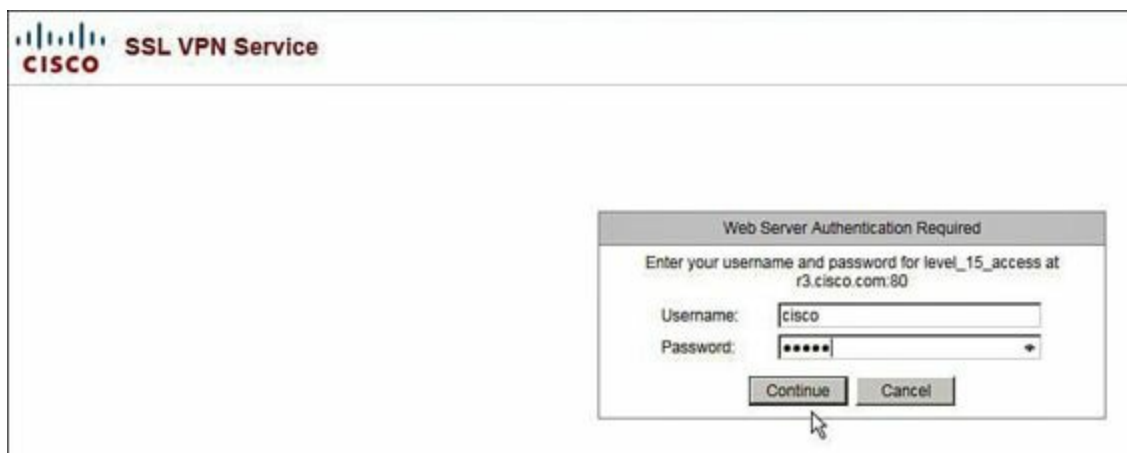 CISCO
SSL VPN Service
Web Server Authentication Required
Enter your username and password for level_15_access at
r3.cisco.com:80
Username:
cisco
Password:
•••••
Continue
Cancel